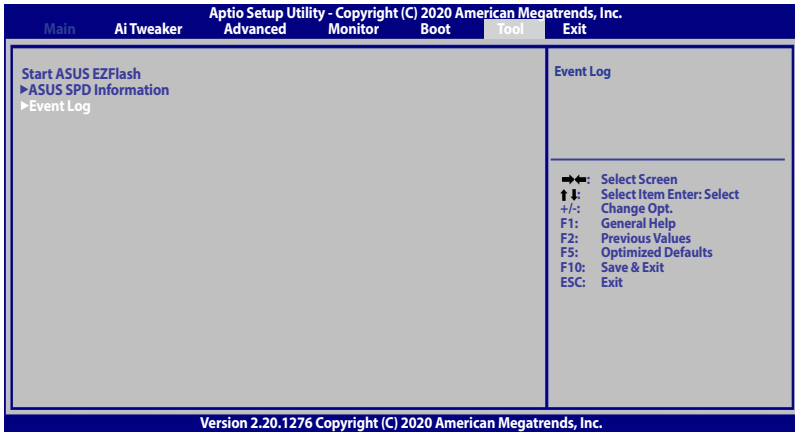 Aptio Setup Utility - Copyright (C) 2020 American Megatrends, Inc.
Main Ai Tweaker Advanced Monitor Boot Tool Exit
Start ASUS EZFlash
▶ASUS SPD Information
▶Event Log
Event Log
➡⬅: Select Screen
⬆⬇: Select Item Enter: Select
+/-: Change Opt.
F1: General Help
F2: Previous Values
F5: Optimized Defaults
F10: Save & Exit
ESC: Exit
Version 2.20.1276 Copyright (C) 2020 American Megatrends, Inc.